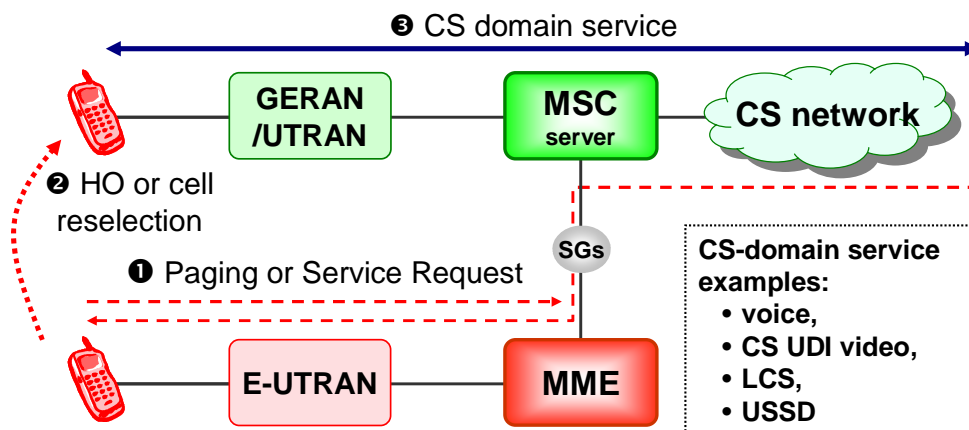 ❸ CS domain service
GERAN
/UTRAN
MSC
server
CS network
❷ HO or cell
reselection
SGs
❶ Paging or Service Request
E-UTRAN
MME
CS-domain service
examples:
• voice,
• CS UDI video,
• LCS,
• USSD